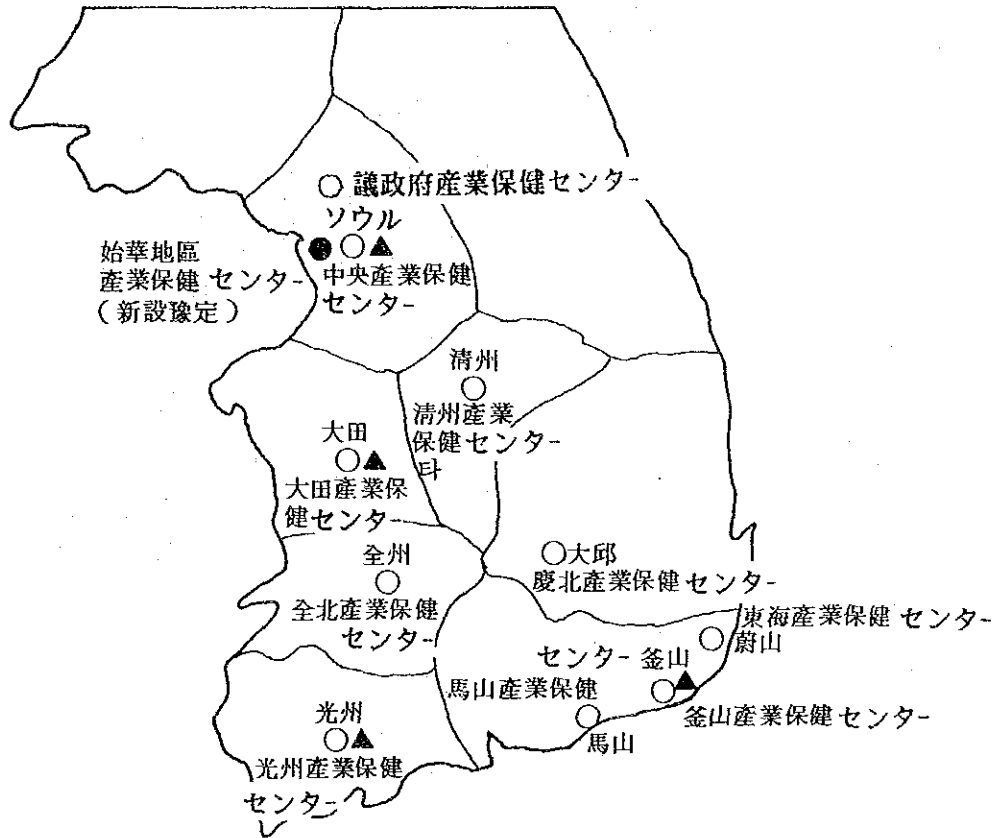 議政府産業保健センター
ソウル
中央産業保健
センター
始華地區
産業保健センター
(新設豫定)
清州
清州産業
保健センター
타
大田
大田産業保
健センター
全州
全北産業保健
センター
大邱
慶北産業保健センター
東海産業保健センター
蔚山
センター 釜山
馬山産業保健
釜山産業保健センター
馬山
光州
光州産業保健
センター